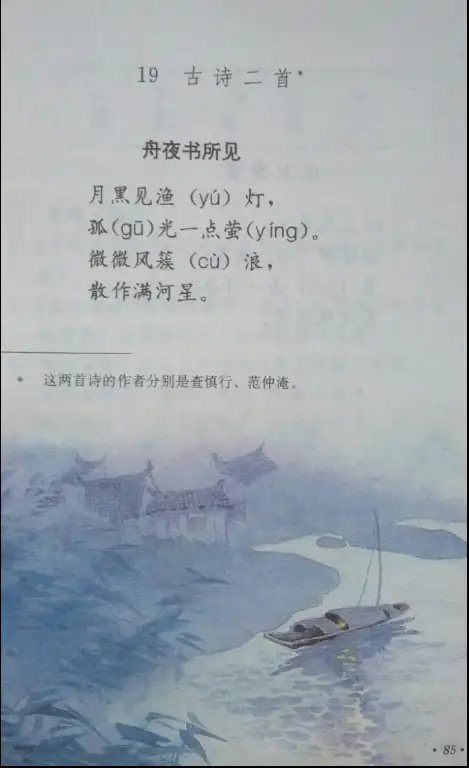 19 古诗二首*
舟夜书所见
月黑见渔（yú）灯，
孤(gū)光一点萤(yíng)。
微微风簇（cù）浪，
散作满河星。
* 这两首诗的作者分别是查慎行、范仲淹。
·85·